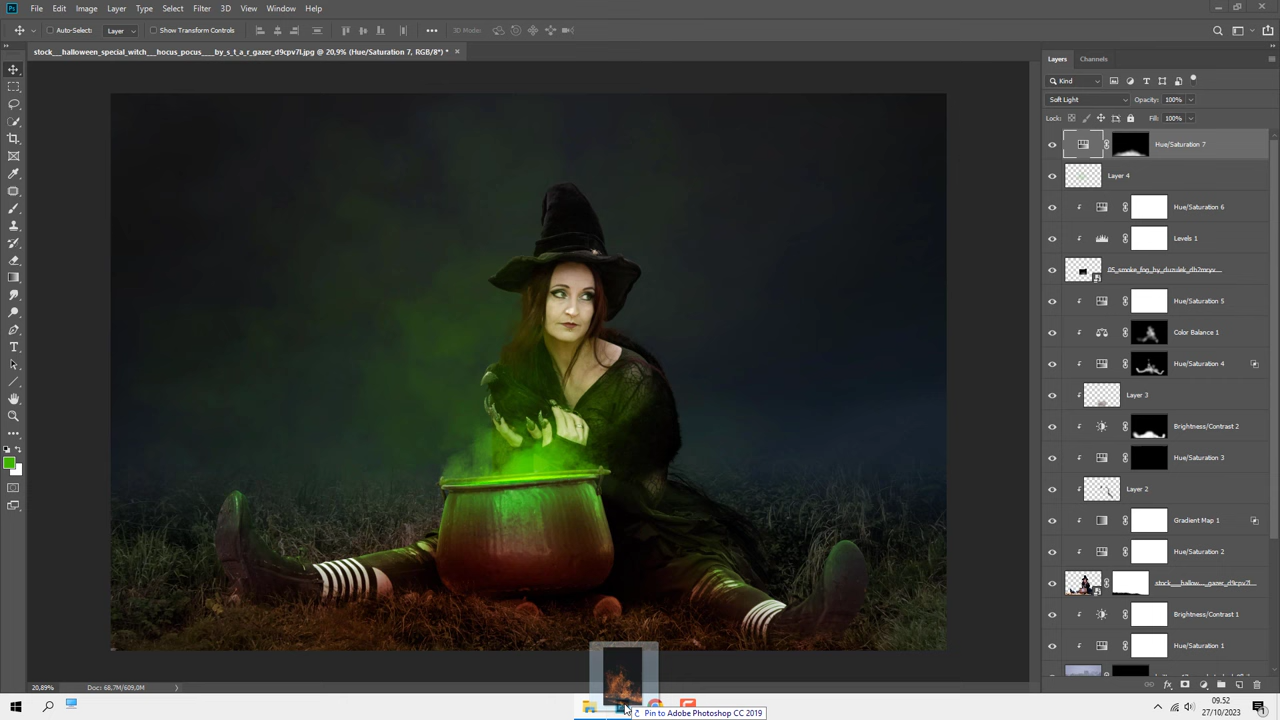 File Edit Image Layer Type Select Filter 3D View Window Help
Auto-Select: Layer Show Transform Controls 3D Mode:
stock___halloween_special_witch___hocus_pocus____by_s_t_a_r_gazer_d9cpv7l.jpg @ 20,9% (Hue/Saturation 7, RGB/8*) *
Layers Channels
Kind
Soft Light Opacity: 100%
Lock: Fill: 100%
Hue/Saturation 7
Layer 4
Hue/Saturation 6
Levels 1
Hue/Saturation 5
Color Balance 1
Hue/Saturation 4
Layer 3
Brightness/Contrast 2
Hue/Saturation 3
Layer 2
Gradient Map 1
Hue/Saturation 2
Brightness/Contrast 1
Hue/Saturation 1
20,89% Doc: 68,7M/609,0M
Pin to Adobe Photoshop CC 2019
09.52
27/10/2023